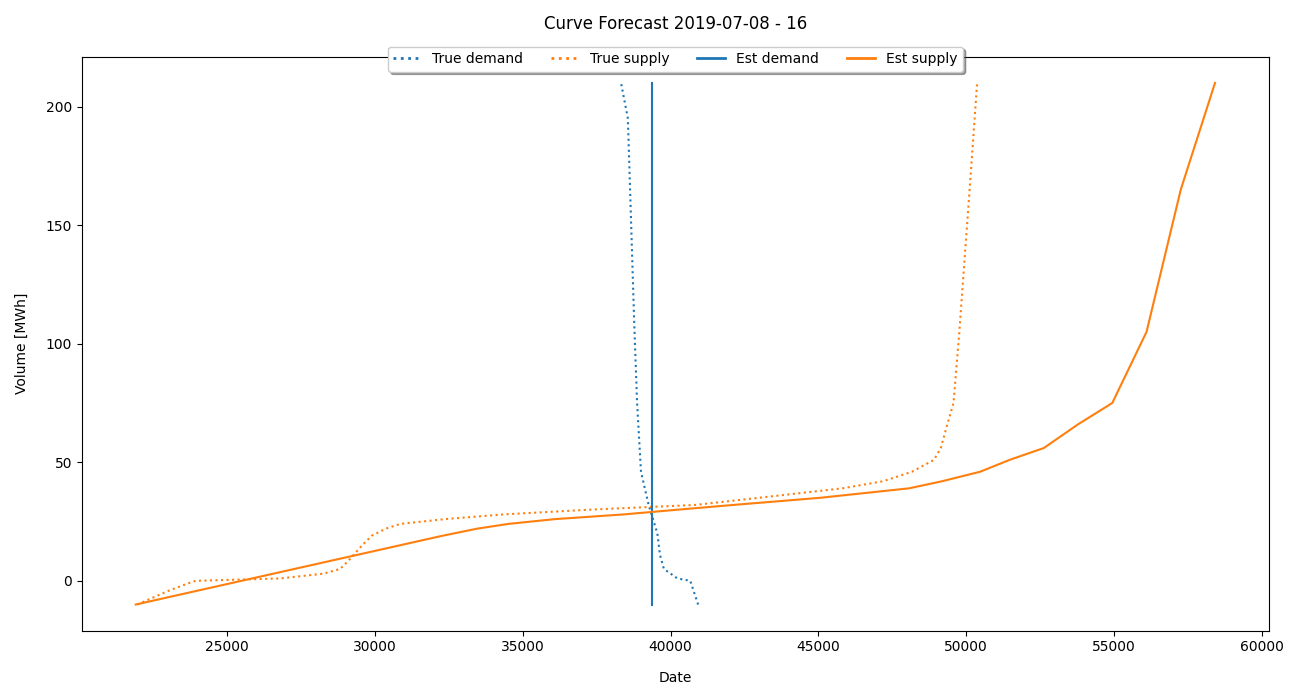 Curve Forecast 2019-07-08 - 16
True demand True supply Est demand Est supply
200
150
100
50
0
Volume [MWh]
25000 30000 35000 40000 45000 50000 55000 60000
Date